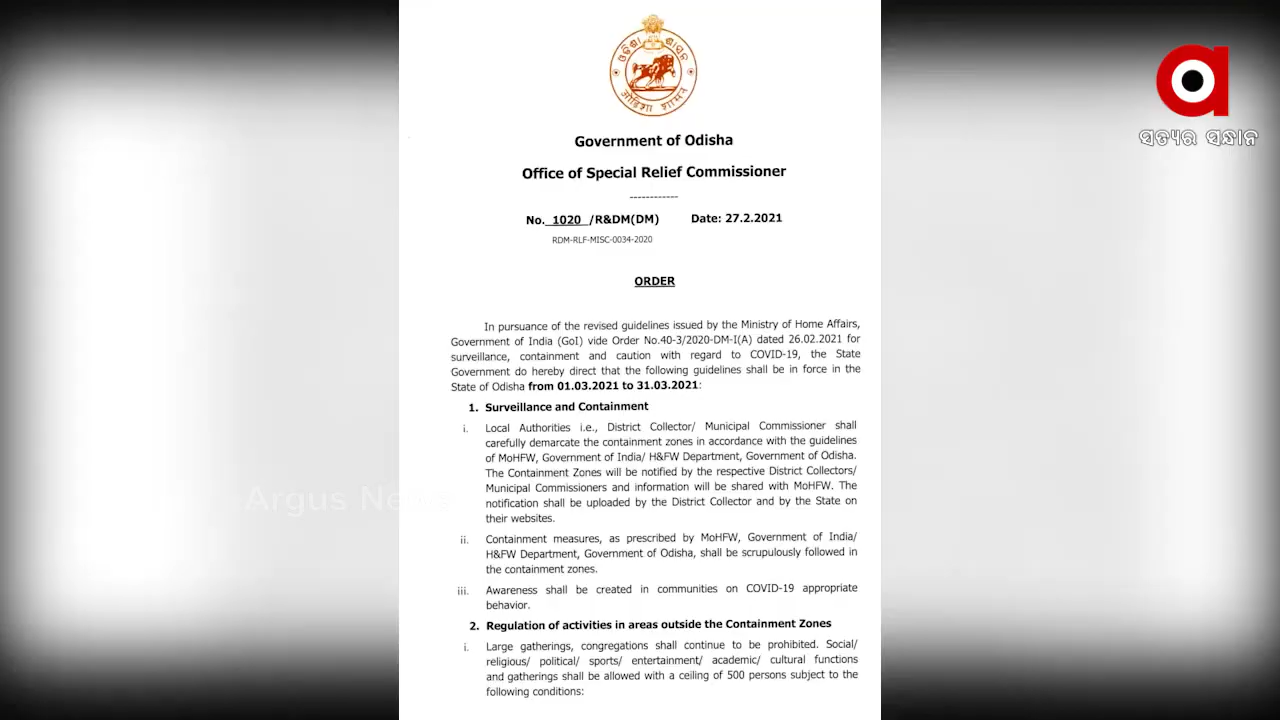 ଓଡ଼ିଶା ଶାସନ
ओड़िशा शासन
Government of Odisha
Office of Special Relief Commissioner
------------
No. 1020 /R&DM(DM) Date: 27.2.2021
RDM-RLF-MISC-0034-2020
ORDER
In pursuance of the revised guidelines issued by the Ministry of Home Affairs,
Government of India (GoI) vide Order No.40-3/2020-DM-I(A) dated 26.02.2021 for
surveillance, containment and caution with regard to COVID-19, the State
Government do hereby direct that the following guidelines shall be in force in the
State of Odisha from 01.03.2021 to 31.03.2021:
1. Surveillance and Containment
i. Local Authorities i.e., District Collector/ Municipal Commissioner shall
carefully demarcate the containment zones in accordance with the guidelines
of MoHFW, Government of India/ H&FW Department, Government of Odisha.
The Containment Zones will be notified by the respective District Collectors/
Municipal Commissioners and information will be shared with MoHFW. The
notification shall be uploaded by the District Collector and by the State on
their websites.
ii. Containment measures, as prescribed by MoHFW, Government of India/
H&FW Department, Government of Odisha, shall be scrupulously followed in
the containment zones.
iii. Awareness shall be created in communities on COVID-19 appropriate
behavior.
2. Regulation of activities in areas outside the Containment Zones
i. Large gatherings, congregations shall continue to be prohibited. Social/
religious/ political/ sports/ entertainment/ academic/ cultural functions
and gatherings shall be allowed with a ceiling of 500 persons subject to the
following conditions:
a
ସତ୍ୟର ସନ୍ଧାନ
Argus News